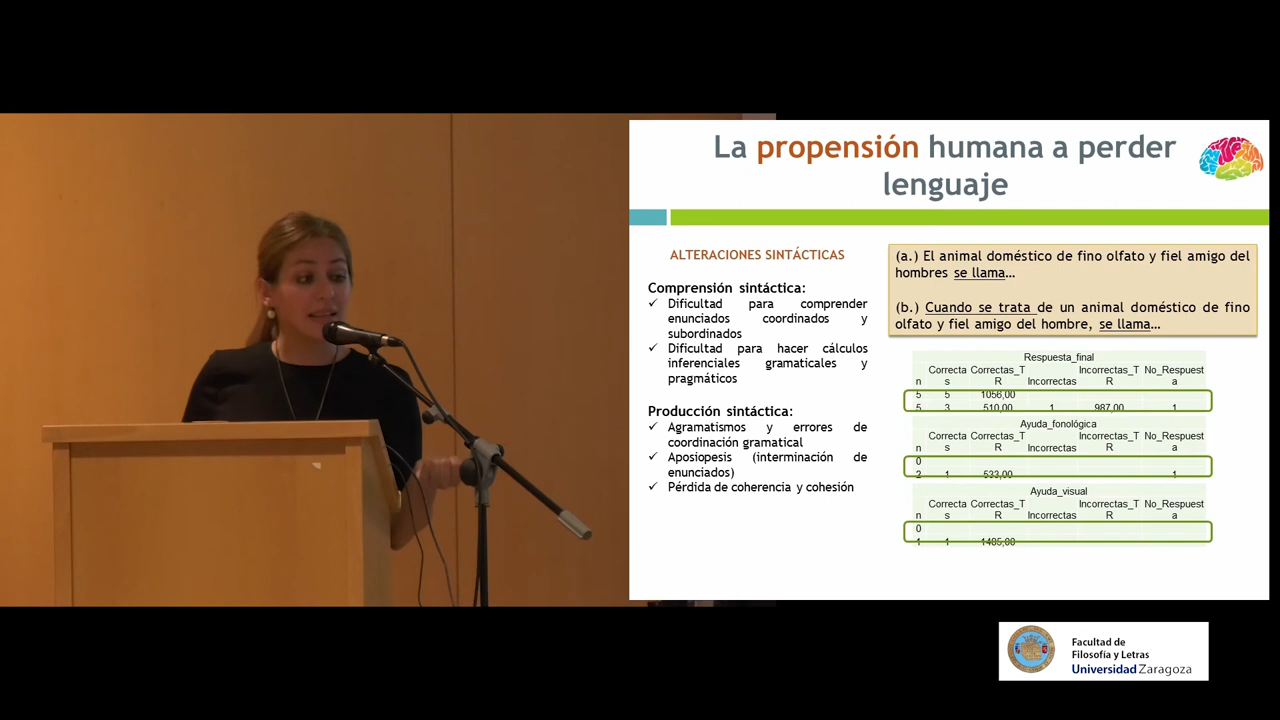 La propensión humana a perder
lenguaje
ALTERACIONES SINTÁCTICAS
Comprensión sintáctica:
✓ Dificultad para comprender
enunciados coordinados y
subordinados
✓ Dificultad para hacer cálculos
inferenciales gramaticales y
pragmáticos
Producción sintáctica:
✓ Agramatismos y errores de
coordinación gramatical
✓ Aposiopesis (interminación de
enunciados)
✓ Pérdida de coherencia y cohesión
(a.) El animal doméstico de fino olfato y fiel amigo del
hombres se llama…
(b.) Cuando se trata de un animal doméstico de fino
olfato y fiel amigo del hombre, se llama…
Respuesta_final
Correcta Correctas_T Incorrectas_T No_Respuest
n s R Incorrectas R a
5 5 1056,00
5 3 510,00 1 987,00 1
Ayuda_fonológica
Correcta Correctas_T Incorrectas_T No_Respuest
n s R Incorrectas R a
0
2 1 533,00 1
Ayuda_visual
Correcta Correctas_T Incorrectas_T No_Respuest
n s R Incorrectas R a
0
1 1 1485,00
Facultad de
Filosofía y Letras
Universidad Zaragoza